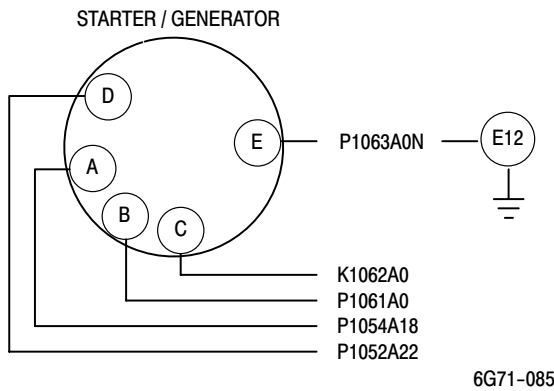 STARTER / GENERATOR
D
E
P1063A0N
E12
A
B
C
K1062A0
P1061A0
P1054A18
P1052A22
6G71-085